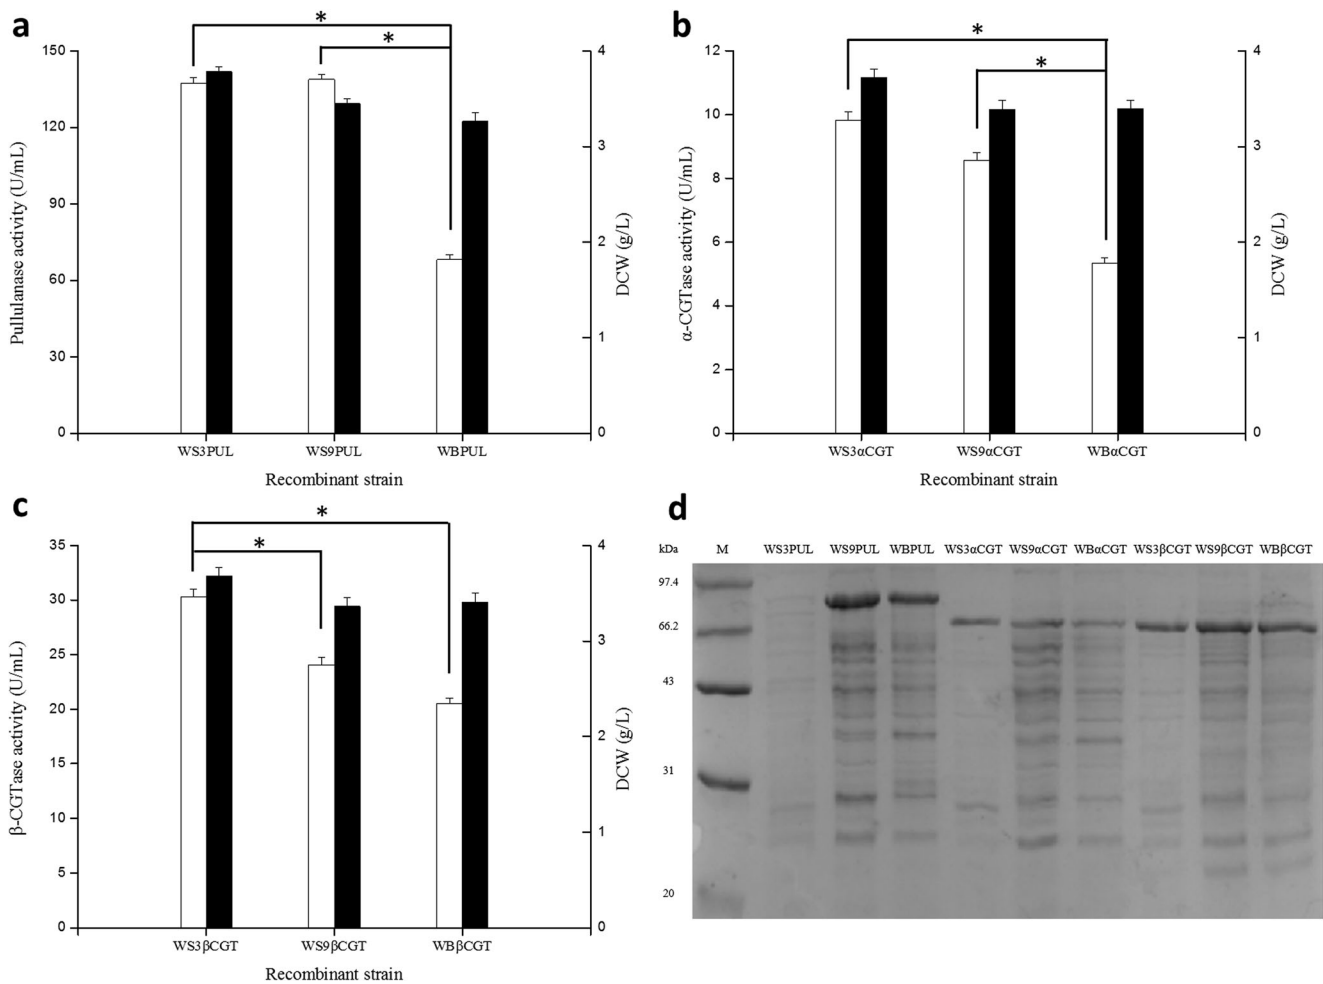 a
*
*
150
120
90
60
30
0
Pullulanase activity (U/mL)
4
3
2
1
0
DCW (g/L)
WS3PUL WS9PUL WBPUL
Recombinant strain
b
*
*
12
10
8
6
4
2
0
α-CGTase activity (U/mL)
4
3
2
1
0
DCW (g/L)
WS3αCGT WS9αCGT WBαCGT
Recombinant strain
c
*
*
35
30
25
20
15
10
5
0
β-CGTase activity (U/mL)
4
3
2
1
0
DCW (g/L)
WS3βCGT WS9βCGT WBβCGT
Recombinant strain
d
kDa M WS3PUL WS9PUL WBPUL WS3αCGT WS9αCGT WBαCGT WS3βCGT WS9βCGT WBβCGT
97.4
66.2
43
31
20